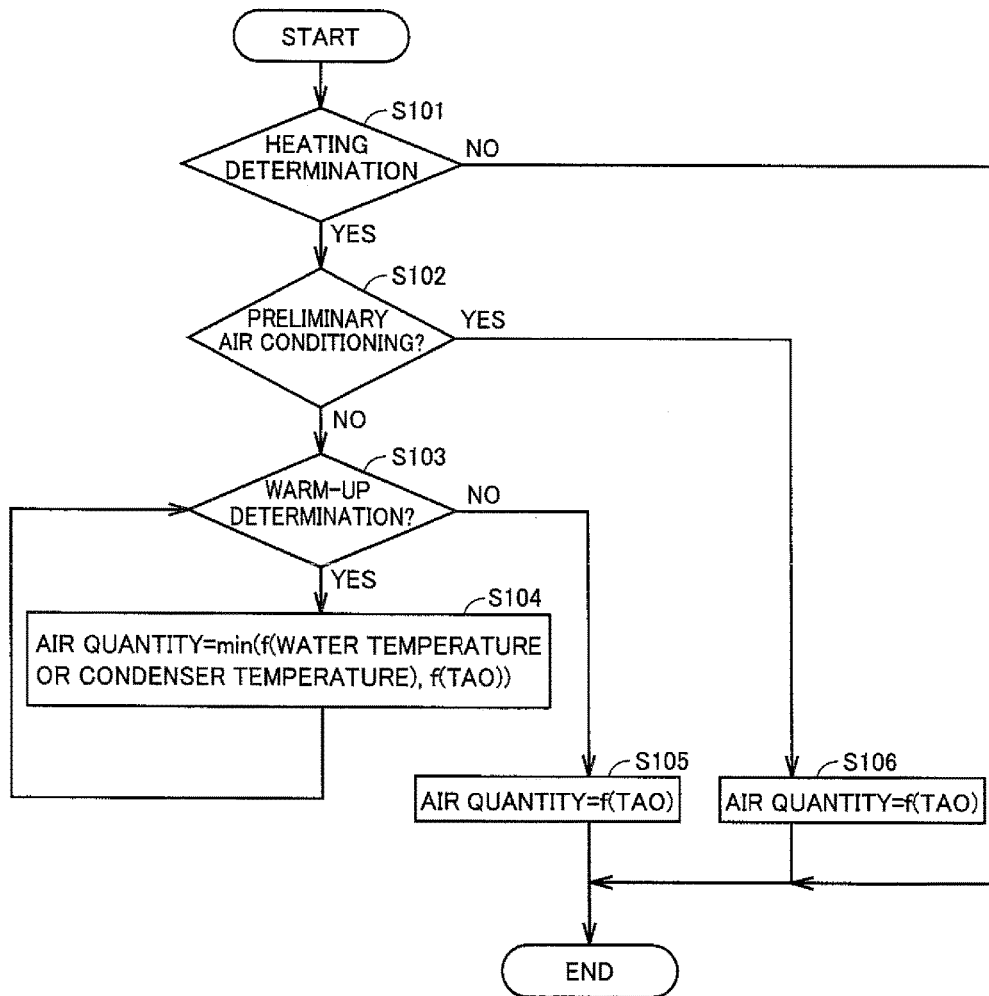 START
S101
HEATING
DETERMINATION
NO
YES
S102
PRELIMINARY
AIR CONDITIONING?
YES
NO
S103
WARM-UP
DETERMINATION?
NO
YES
S104
AIR QUANTITY=min(f(WATER TEMPERATURE
OR CONDENSER TEMPERATURE), f(TAO))
S105
AIR QUANTITY=f(TAO)
S106
AIR QUANTITY=f(TAO)
END